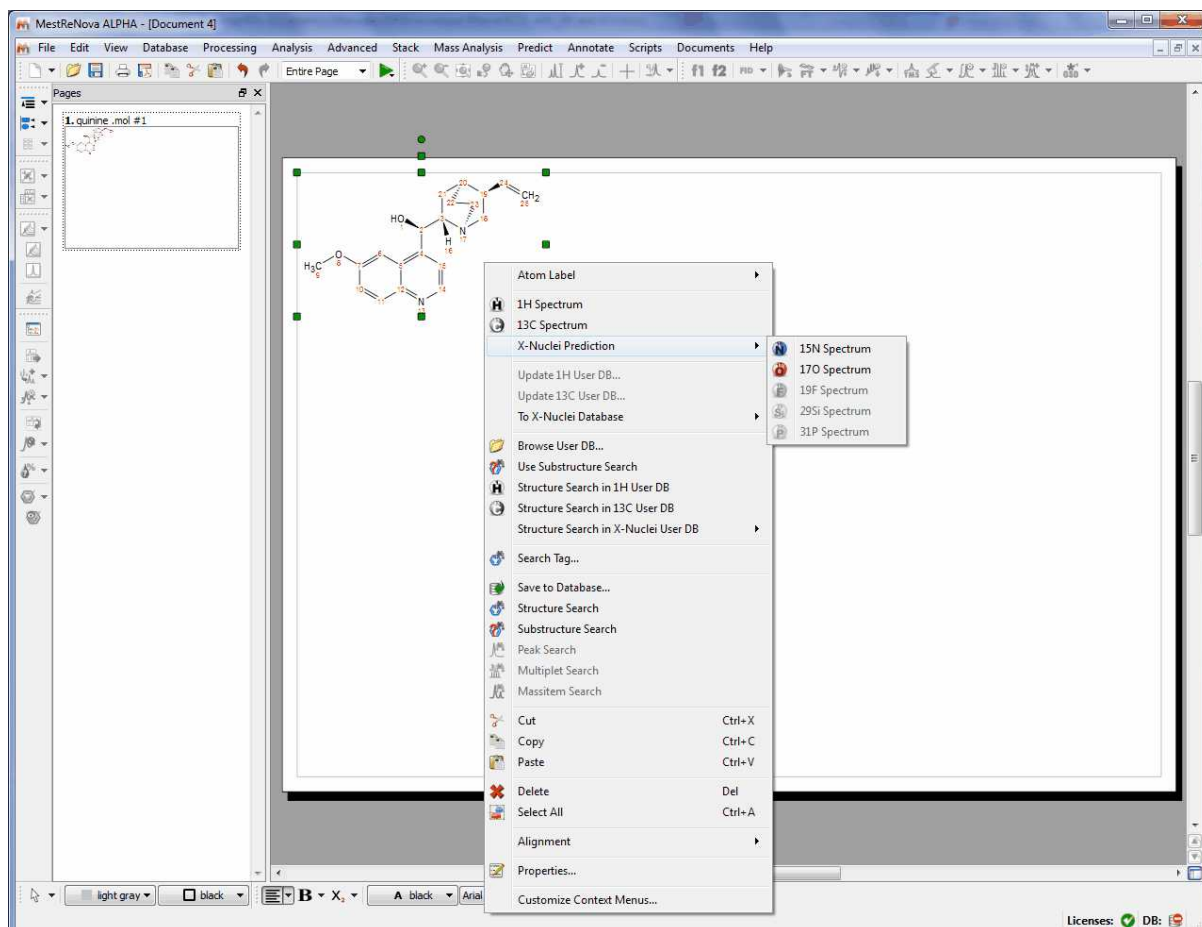 MestReNova ALPHA - [Document 4]
File Edit View Database Processing Analysis Advanced Stack Mass Analysis Predict Annotate Scripts Documents Help
Entire Page f1 f2
Pages
1. quinine .mol #1
HO
CH2
N
H
H3C
O
N
Atom Label
1H Spectrum
13C Spectrum
X-Nuclei Prediction
15N Spectrum
17O Spectrum
19F Spectrum
29Si Spectrum
31P Spectrum
Update 1H User DB...
Update 13C User DB...
To X-Nuclei Database
Browse User DB...
Use Substructure Search
Structure Search in 1H User DB
Structure Search in 13C User DB
Structure Search in X-Nuclei User DB
Search Tag...
Save to Database...
Structure Search
Substructure Search
Peak Search
Multiplet Search
Massitem Search
Cut Ctrl+X
Copy Ctrl+C
Paste Ctrl+V
Delete Del
Select All Ctrl+A
Alignment
Properties...
Customize Context Menus...
light gray black B X2 A black Arial
Licenses: DB: